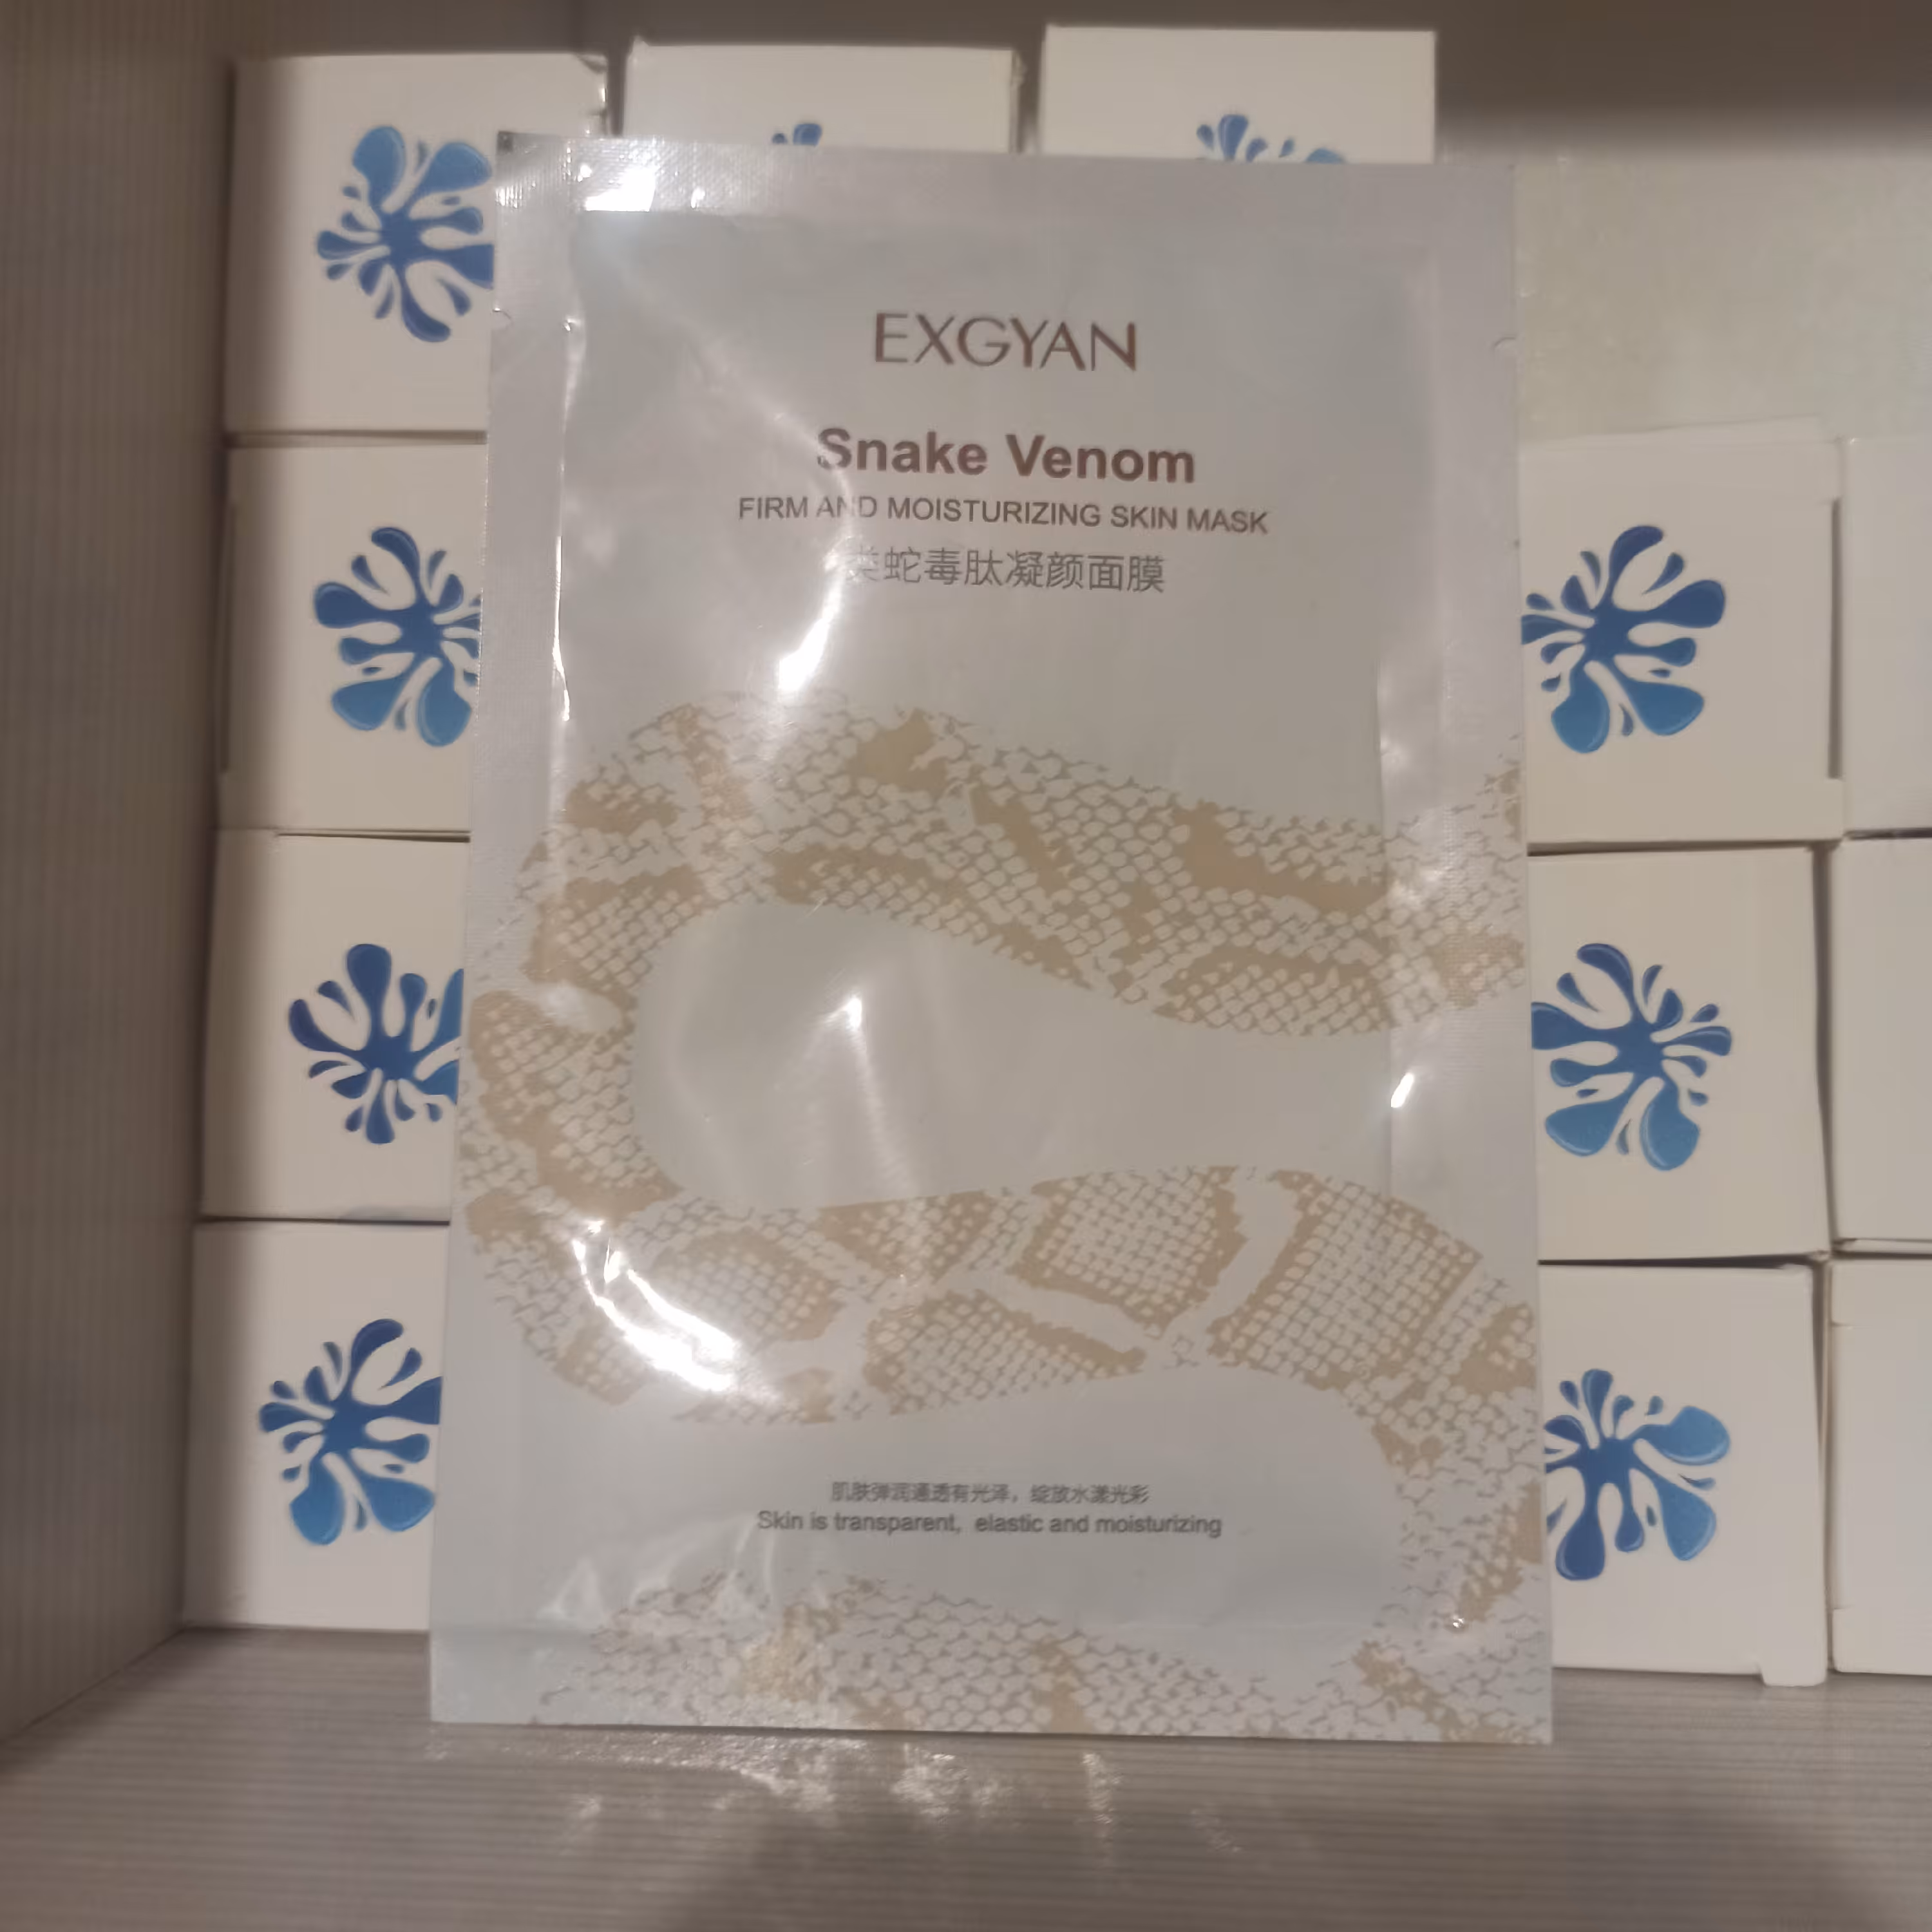 EXGYAN
Snake Venom
FIRM AND MOISTURIZING SKIN MASK
类蛇毒肽凝颜面膜
肌肤弹润通透有光泽，绽放水漾光彩
Skin is transparent, elastic and moisturizing